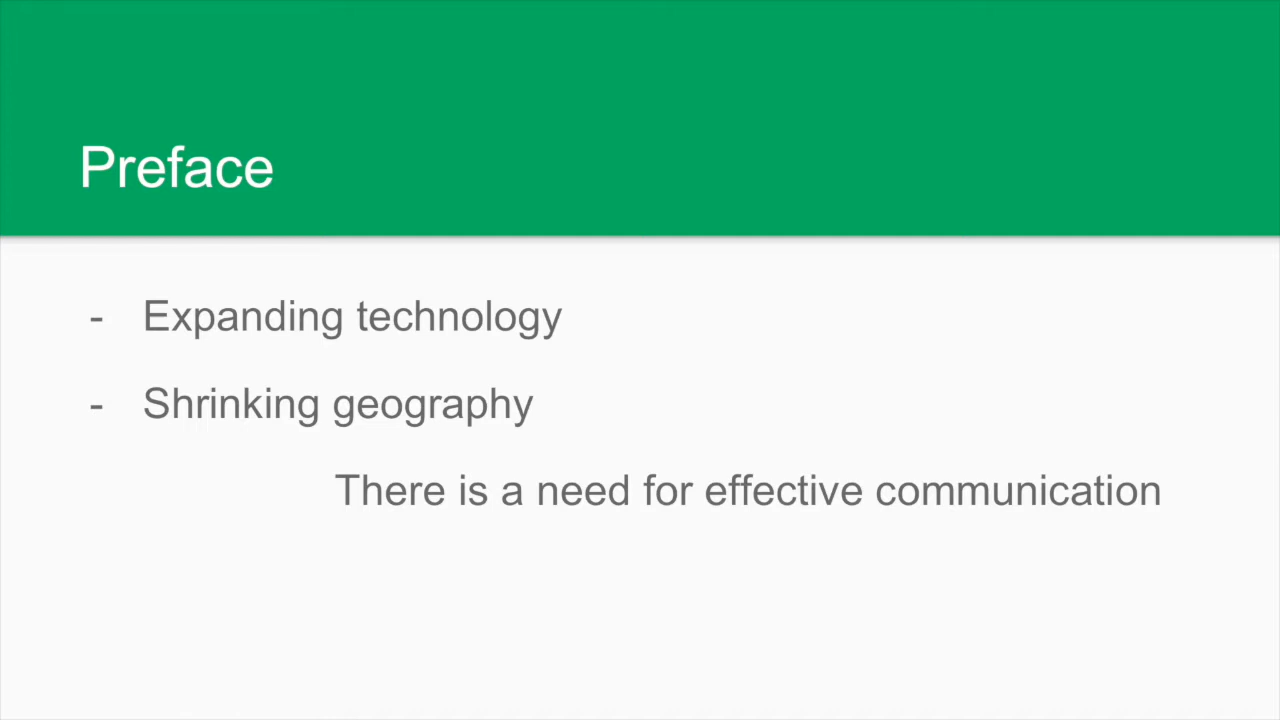 Preface
- Expanding technology
- Shrinking geography
There is a need for effective communication